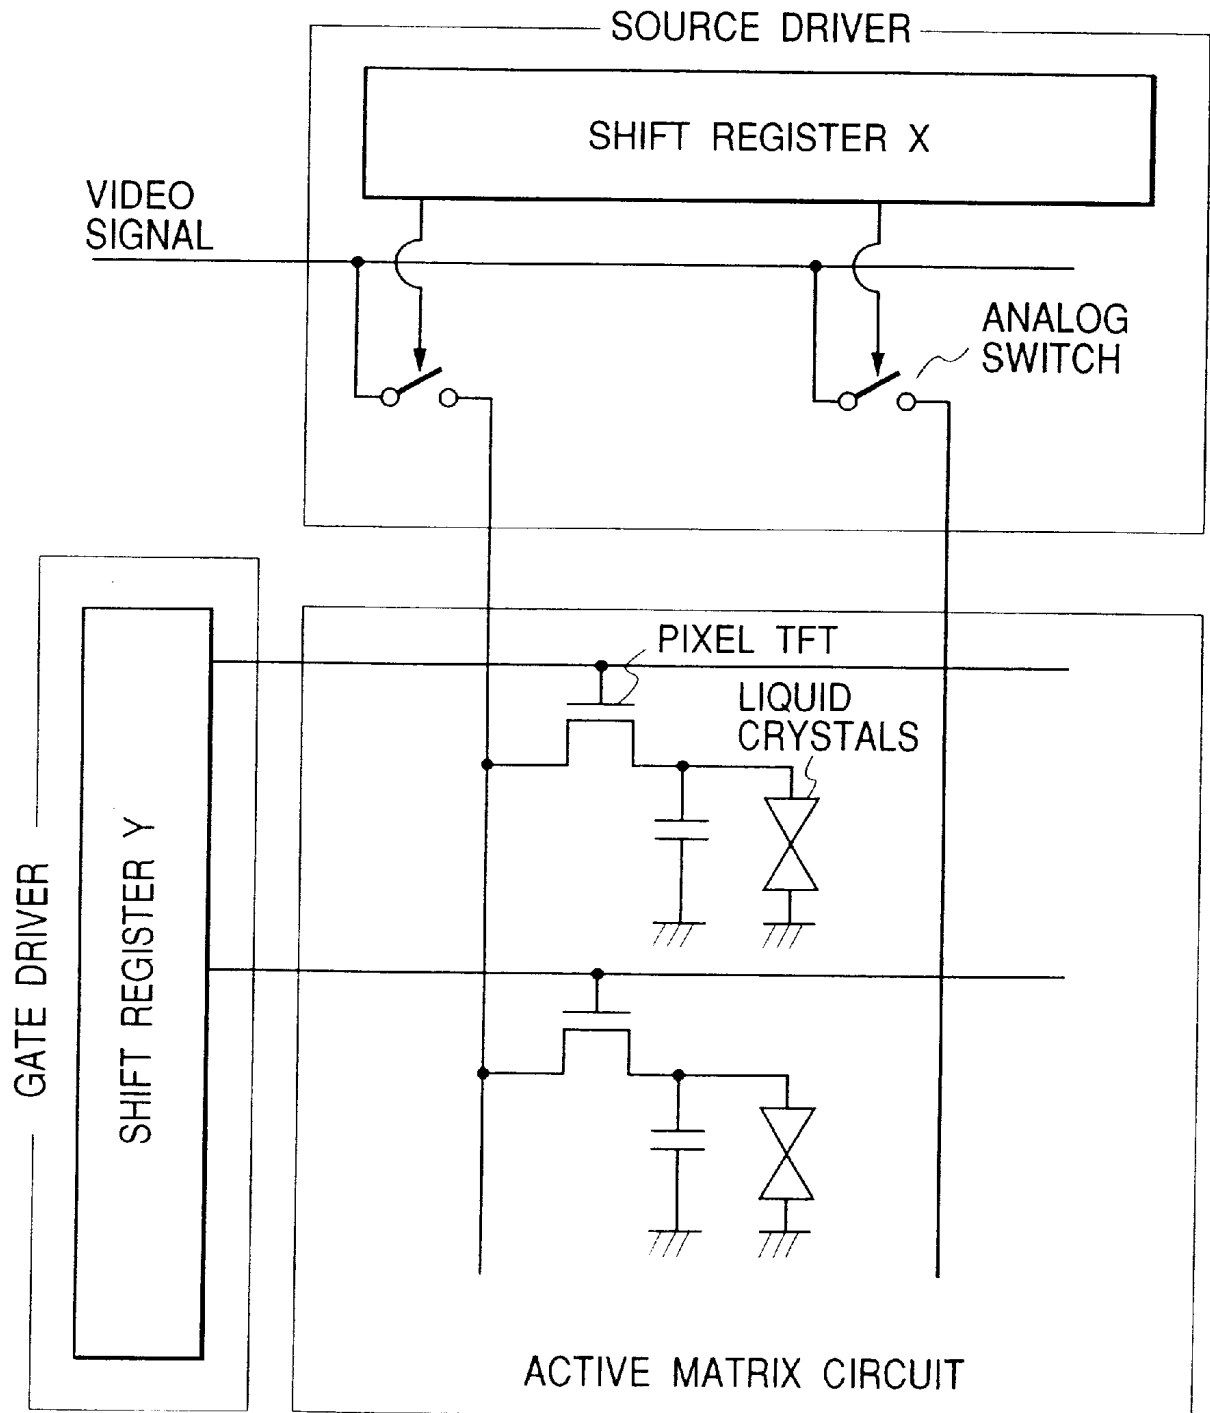 SOURCE DRIVER
SHIFT REGISTER X
VIDEO
SIGNAL
ANALOG
SWITCH
PIXEL TFT
LIQUID
CRYSTALS
GATE DRIVER
SHIFT REGISTER Y
ACTIVE MATRIX CIRCUIT